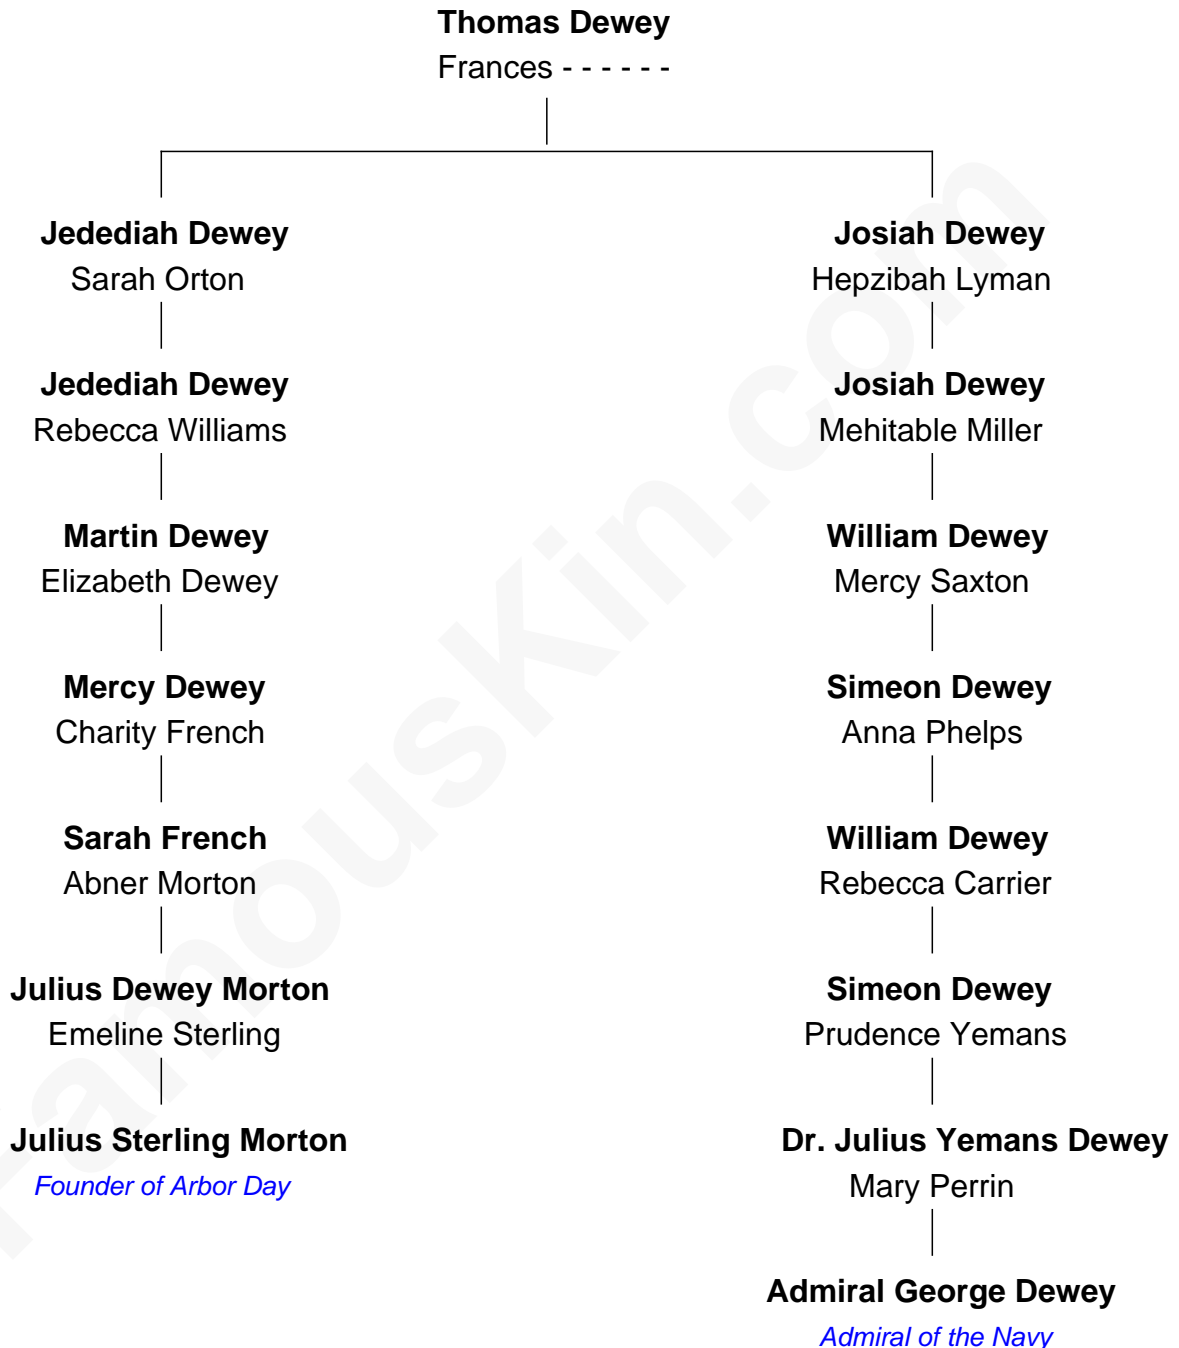 Thomas Dewey
Frances - - - - - -
Jedediah Dewey
Sarah Orton
Josiah Dewey
Hepzibah Lyman
Jedediah Dewey
Rebecca Williams
Josiah Dewey
Mehitable Miller
Martin Dewey
Elizabeth Dewey
William Dewey
Mercy Saxton
Mercy Dewey
Charity French
Simeon Dewey
Anna Phelps
Sarah French
Abner Morton
William Dewey
Rebecca Carrier
Julius Dewey Morton
Emeline Sterling
Simeon Dewey
Prudence Yemans
Julius Sterling Morton
Founder of Arbor Day
Dr. Julius Yemans Dewey
Mary Perrin
Admiral George Dewey
Admiral of the Navy
FamousKin.com